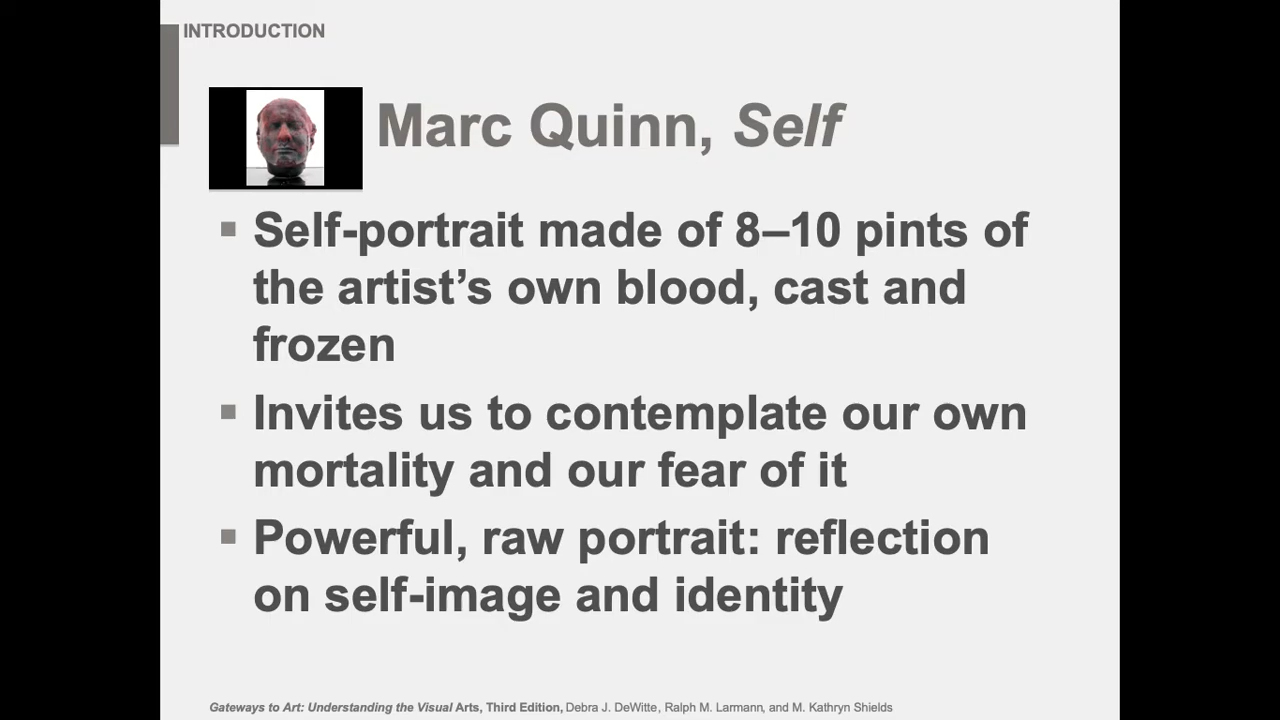 INTRODUCTION
Marc Quinn, Self
▪ Self-portrait made of 8–10 pints of
the artist’s own blood, cast and
frozen
▪ Invites us to contemplate our own
mortality and our fear of it
▪ Powerful, raw portrait: reflection
on self-image and identity
Gateways to Art: Understanding the Visual Arts, Third Edition, Debra J. DeWitte, Ralph M. Larmann, and M. Kathryn Shields